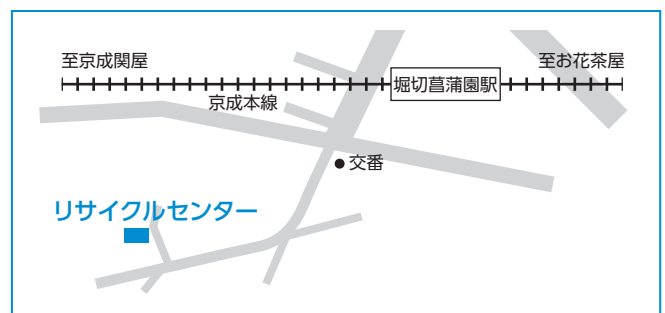 至京成関屋
至お花茶屋
堀切菖蒲園駅
京成本線
交番
リサイクルセンター